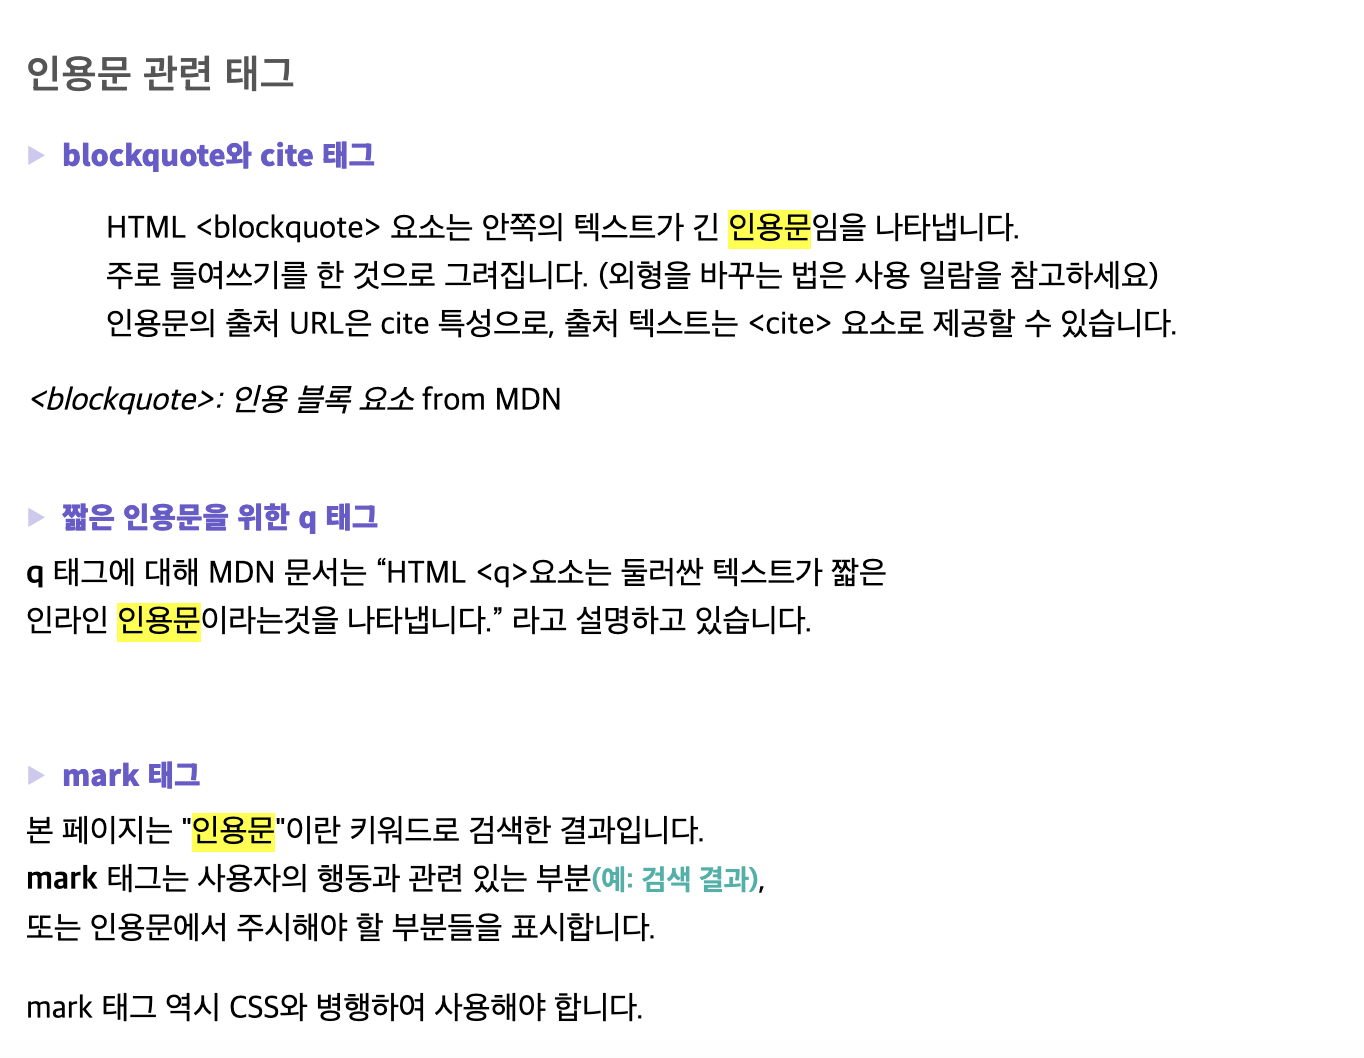 인용문 관련 태그
▶ blockquote와 cite 태그
HTML <blockquote> 요소는 안쪽의 텍스트가 긴 인용문임을 나타냅니다.
주로 들여쓰기를 한 것으로 그려집니다. (외형을 바꾸는 법은 사용 일람을 참고하세요)
인용문의 출처 URL은 cite 특성으로, 출처 텍스트는 <cite> 요소로 제공할 수 있습니다.
<blockquote>: 인용 블록 요소 from MDN
▶ 짧은 인용문을 위한 q 태그
q 태그에 대해 MDN 문서는 “HTML <q>요소는 둘러싼 텍스트가 짧은
인라인 인용문이라는것을 나타냅니다.” 라고 설명하고 있습니다.
▶ mark 태그
본 페이지는 "인용문"이란 키워드로 검색한 결과입니다.
mark 태그는 사용자의 행동과 관련 있는 부분(예: 검색 결과),
또는 인용문에서 주시해야 할 부분들을 표시합니다.
mark 태그 역시 CSS와 병행하여 사용해야 합니다.